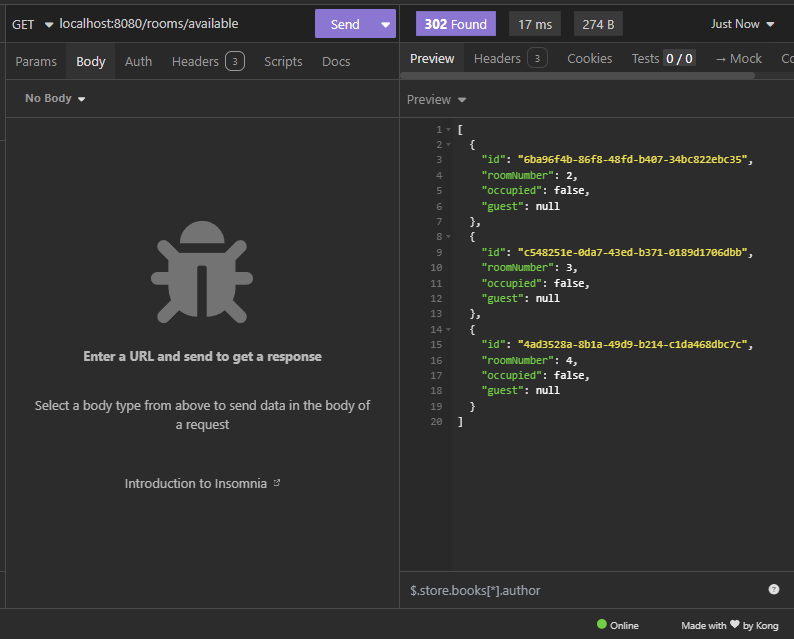 GET localhost:8080/rooms/available Send
302 Found 17 ms 274 B Just Now
Params Body Auth Headers 3 Scripts Docs
Preview Headers 3 Cookies Tests 0 / 0 → Mock Co
No Body
Preview
1 [
2 {
3 "id": "6ba96f4b-86f8-48fd-b407-34bc822ebc35",
4 "roomNumber": 2,
5 "occupied": false,
6 "guest": null
7 },
8 {
9 "id": "c548251e-0da7-43ed-b371-0189d1706dbb",
10 "roomNumber": 3,
11 "occupied": false,
12 "guest": null
13 },
14 {
15 "id": "4ad3528a-8b1a-49d9-b214-c1da468dbc7c",
16 "roomNumber": 4,
17 "occupied": false,
18 "guest": null
19 }
20 ]
Enter a URL and send to get a response
Select a body type from above to send data in the body of
a request
Introduction to Insomnia
$.store.books[*].author ?
Online Made with ♥ by Kong